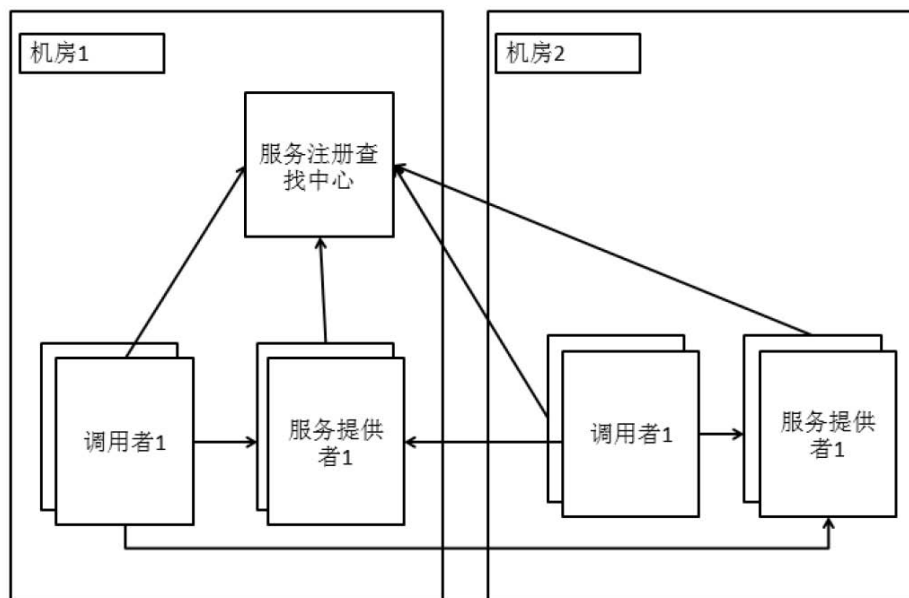 机房1
机房2
服务注册查
找中心
调用者1
服务提供
者1
调用者1
服务提供
者1